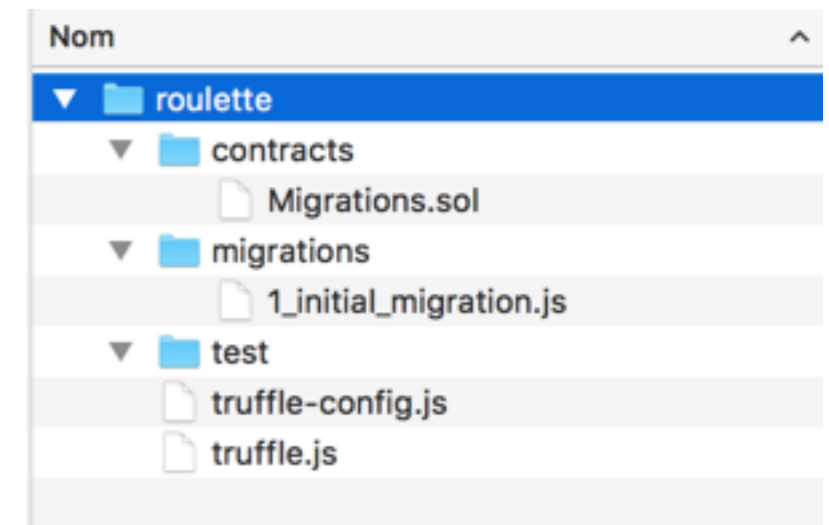 Nom
roulette
contracts
Migrations.sol
migrations
1_initial_migration.js
test
truffle-config.js
truffle.js